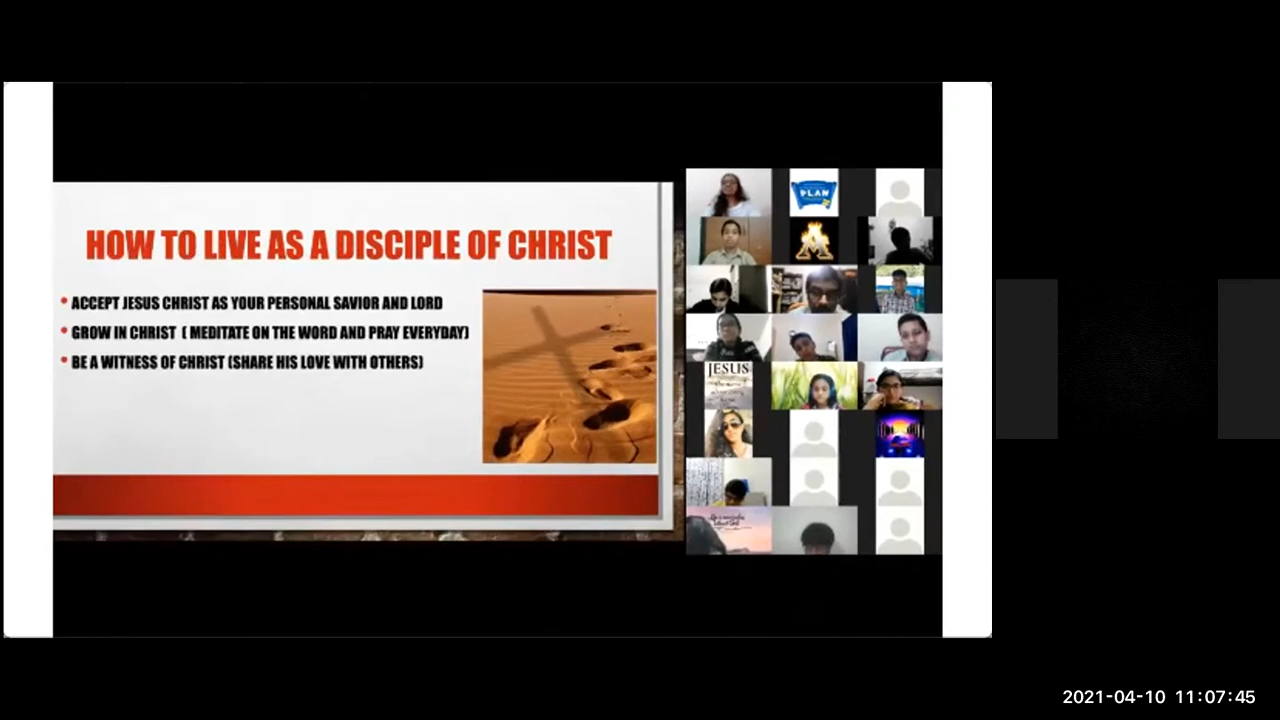 HOW TO LIVE AS A DISCIPLE OF CHRIST
• ACCEPT JESUS CHRIST AS YOUR PERSONAL SAVIOR AND LORD
• GROW IN CHRIST ( MEDITATE ON THE WORD AND PRAY EVERYDAY)
• BE A WITNESS OF CHRIST (SHARE HIS LOVE WITH OTHERS)
PLAN
JESUS
2021-04-10 11:07:45